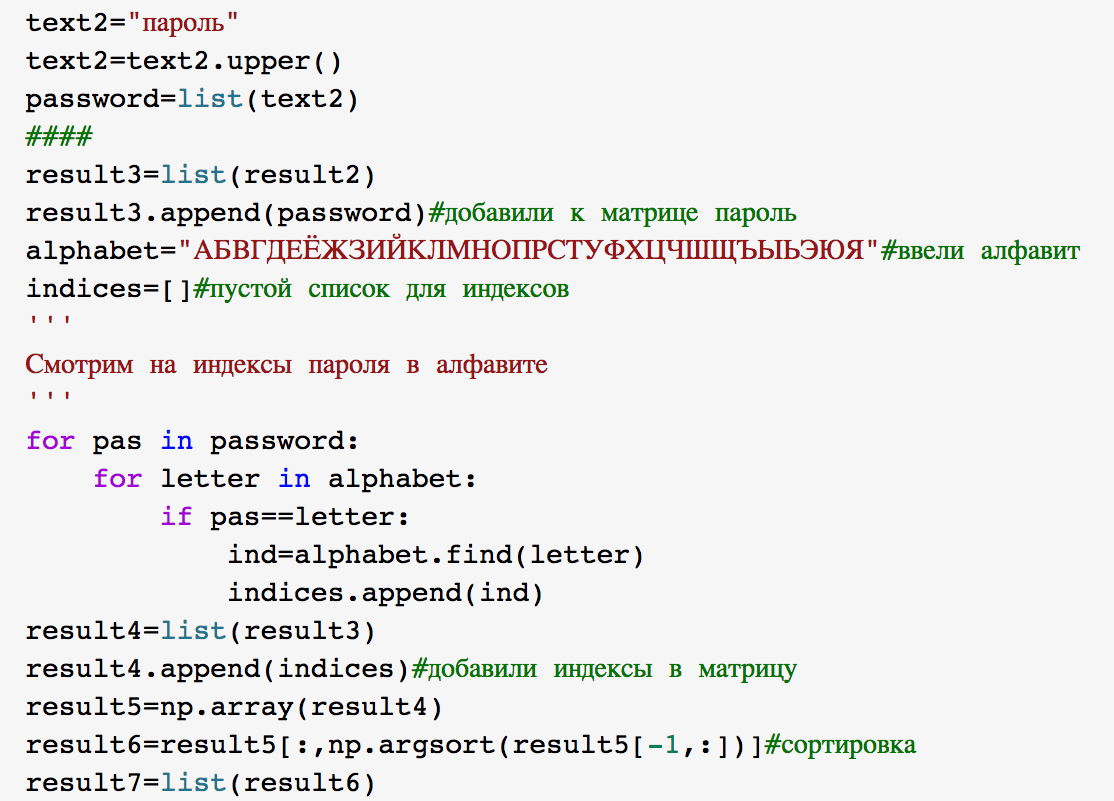 text2="пароль"
text2=text2.upper()
password=list(text2)
####
result3=list(result2)
result3.append(password)#добавили к матрице пароль
alphabet="АБВГДЕЁЖЗИЙКЛМНОПРСТУФХЦЧШЩЪЫЬЭЮЯ"#ввели алфавит
indices=[]#пустой список для индексов
'''
Смотрим на индексы пароля в алфавите
'''
for pas in password:
    for letter in alphabet:
        if pas==letter:
            ind=alphabet.find(letter)
            indices.append(ind)
result4=list(result3)
result4.append(indices)#добавили индексы в матрицу
result5=np.array(result4)
result6=result5[:,np.argsort(result5[-1,:])]#сортировка
result7=list(result6)